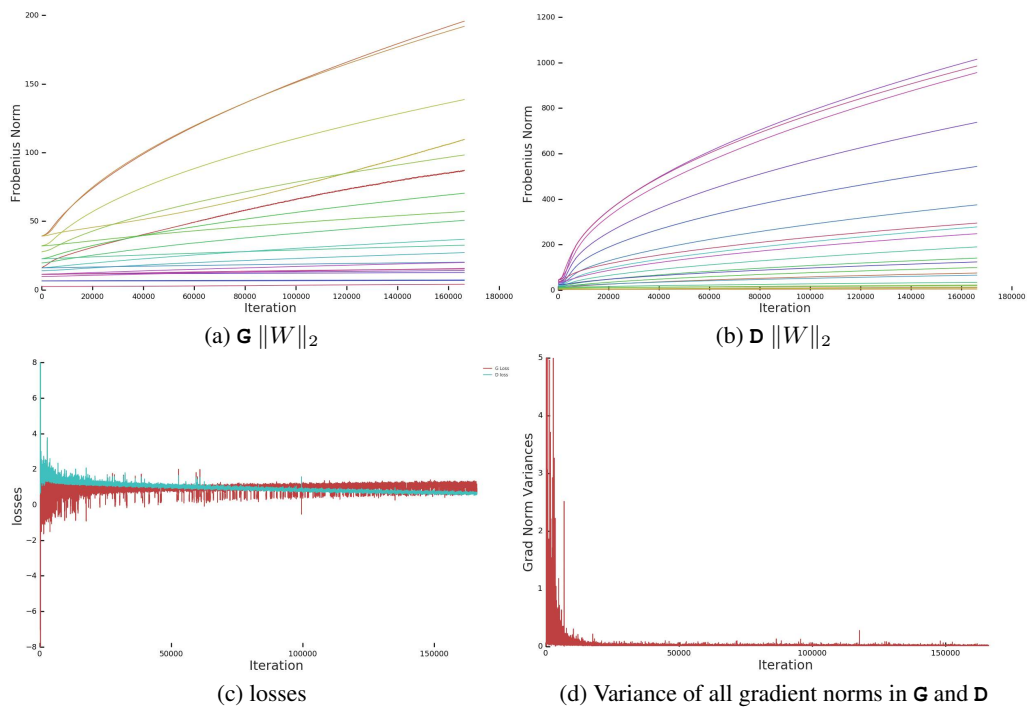 200
150
100
50
0
Frobenius Norm
0 20000 40000 60000 80000 100000 120000 140000 160000 180000
Iteration
(a) G ‖W‖₂
1200
1000
800
600
400
200
0
Frobenius Norm
0 20000 40000 60000 80000 100000 120000 140000 160000 180000
Iteration
(b) D ‖W‖₂
8
6
4
2
0
−2
−4
−6
−8
losses
G Loss
D loss
0 50000 100000 150000
Iteration
(c) losses
5
4
3
2
1
0
Grad Norm Variances
0 50000 100000 150000
Iteration
(d) Variance of all gradient norms in G and D